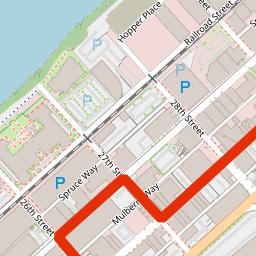 Hopper Place
Railroad Street
P
P
P
28th Street
27th St
Spruce Way
P
26th Street
Mulberry Way
P